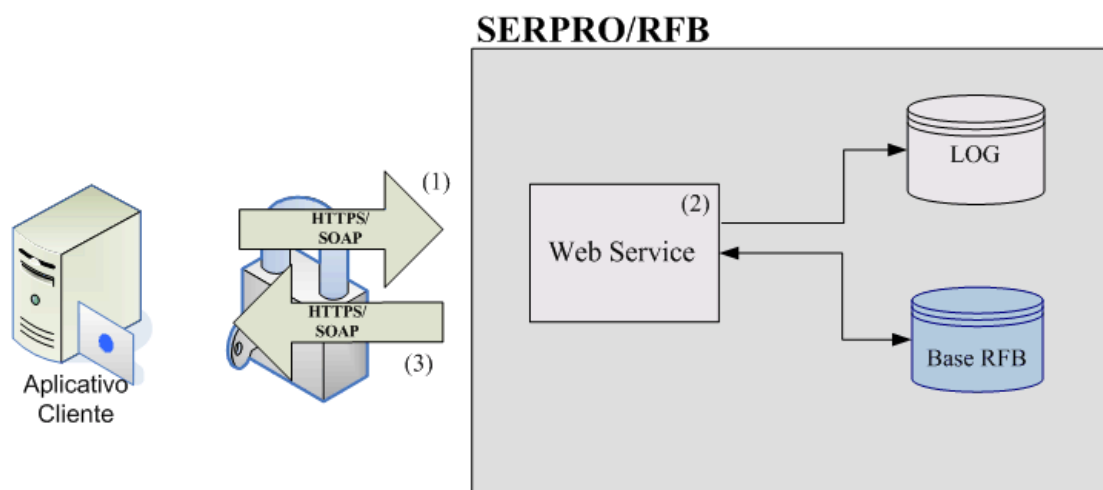 SERPRO/RFB
(1)
HTTPS/
SOAP
LOG
(2)
Web Service
HTTPS/
SOAP
(3)
Base RFB
Aplicativo
Cliente